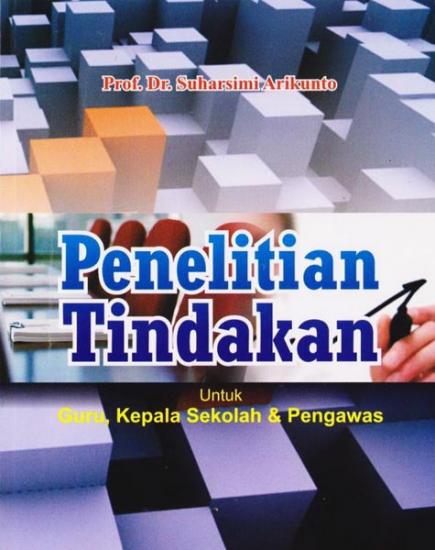 Prof. Dr. Suharsimi Arikunto
Penelitian
Tindakan
Untuk
Guru, Kepala Sekolah & Pengawas